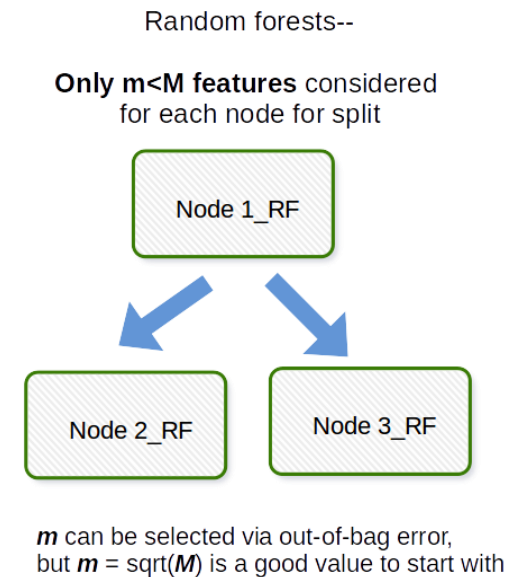 Random forests--
Only m<M features considered
for each node for split
Node 1_RF
Node 2_RF
Node 3_RF
m can be selected via out-of-bag error,
but m = sqrt(M) is a good value to start with